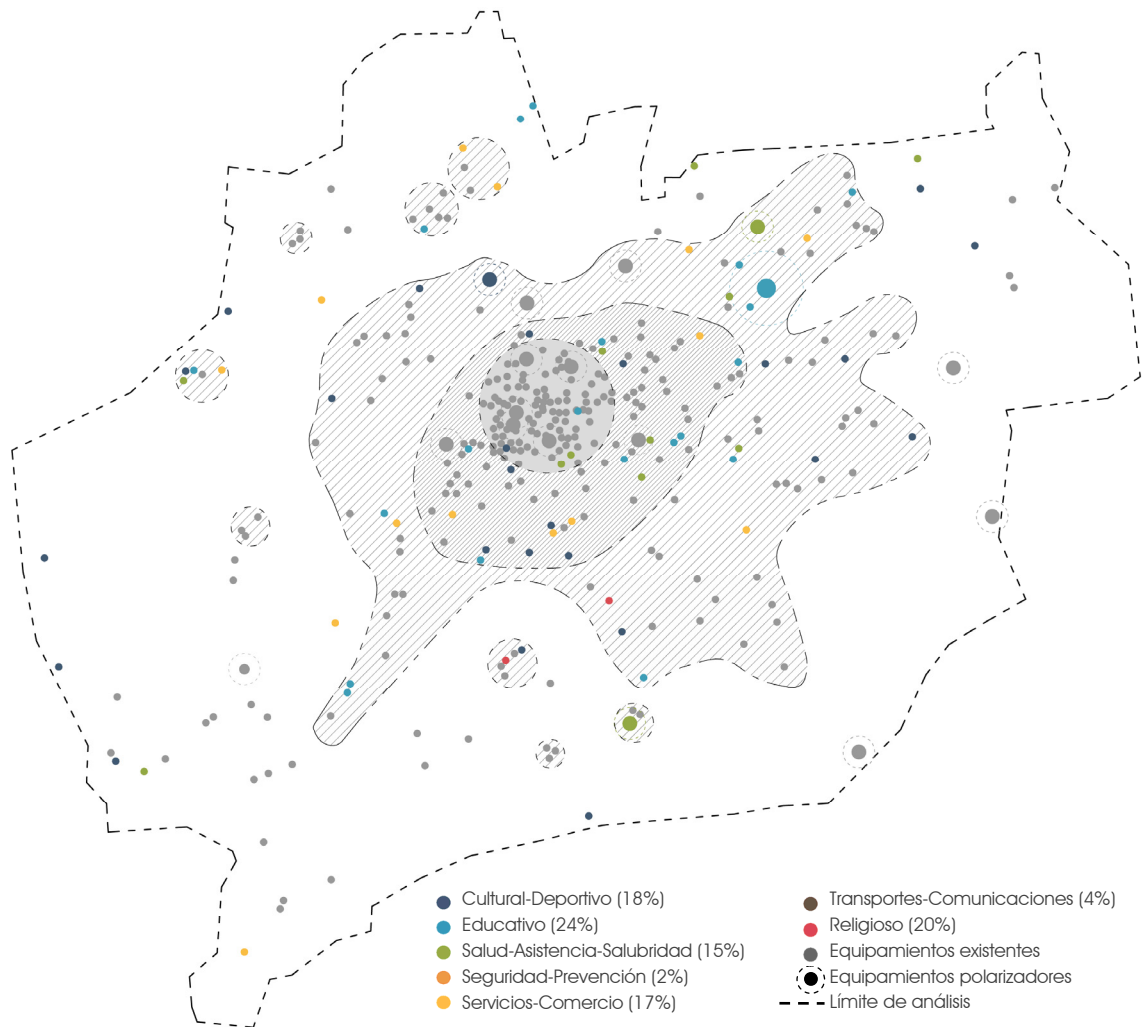 Cultural-Deportivo (18%)
Educativo (24%)
Salud-Asistencia-Salubridad (15%)
Seguridad-Prevención (2%)
Servicios-Comercio (17%)
Transportes-Comunicaciones (4%)
Religioso (20%)
Equipamientos existentes
Equipamientos polarizadores
Límite de análisis